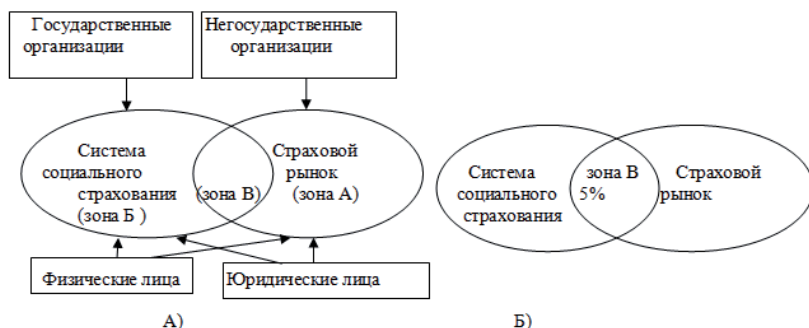 Государственные
организации
Негосударственные
организации
Система
социального
страхования
(зона Б )
(зона В)
Страховой
рынок
(зона А)
Физические лица
Юридические лица
А)
Система
социального
страхования
зона В
5%
Страховой
рынок
Б)